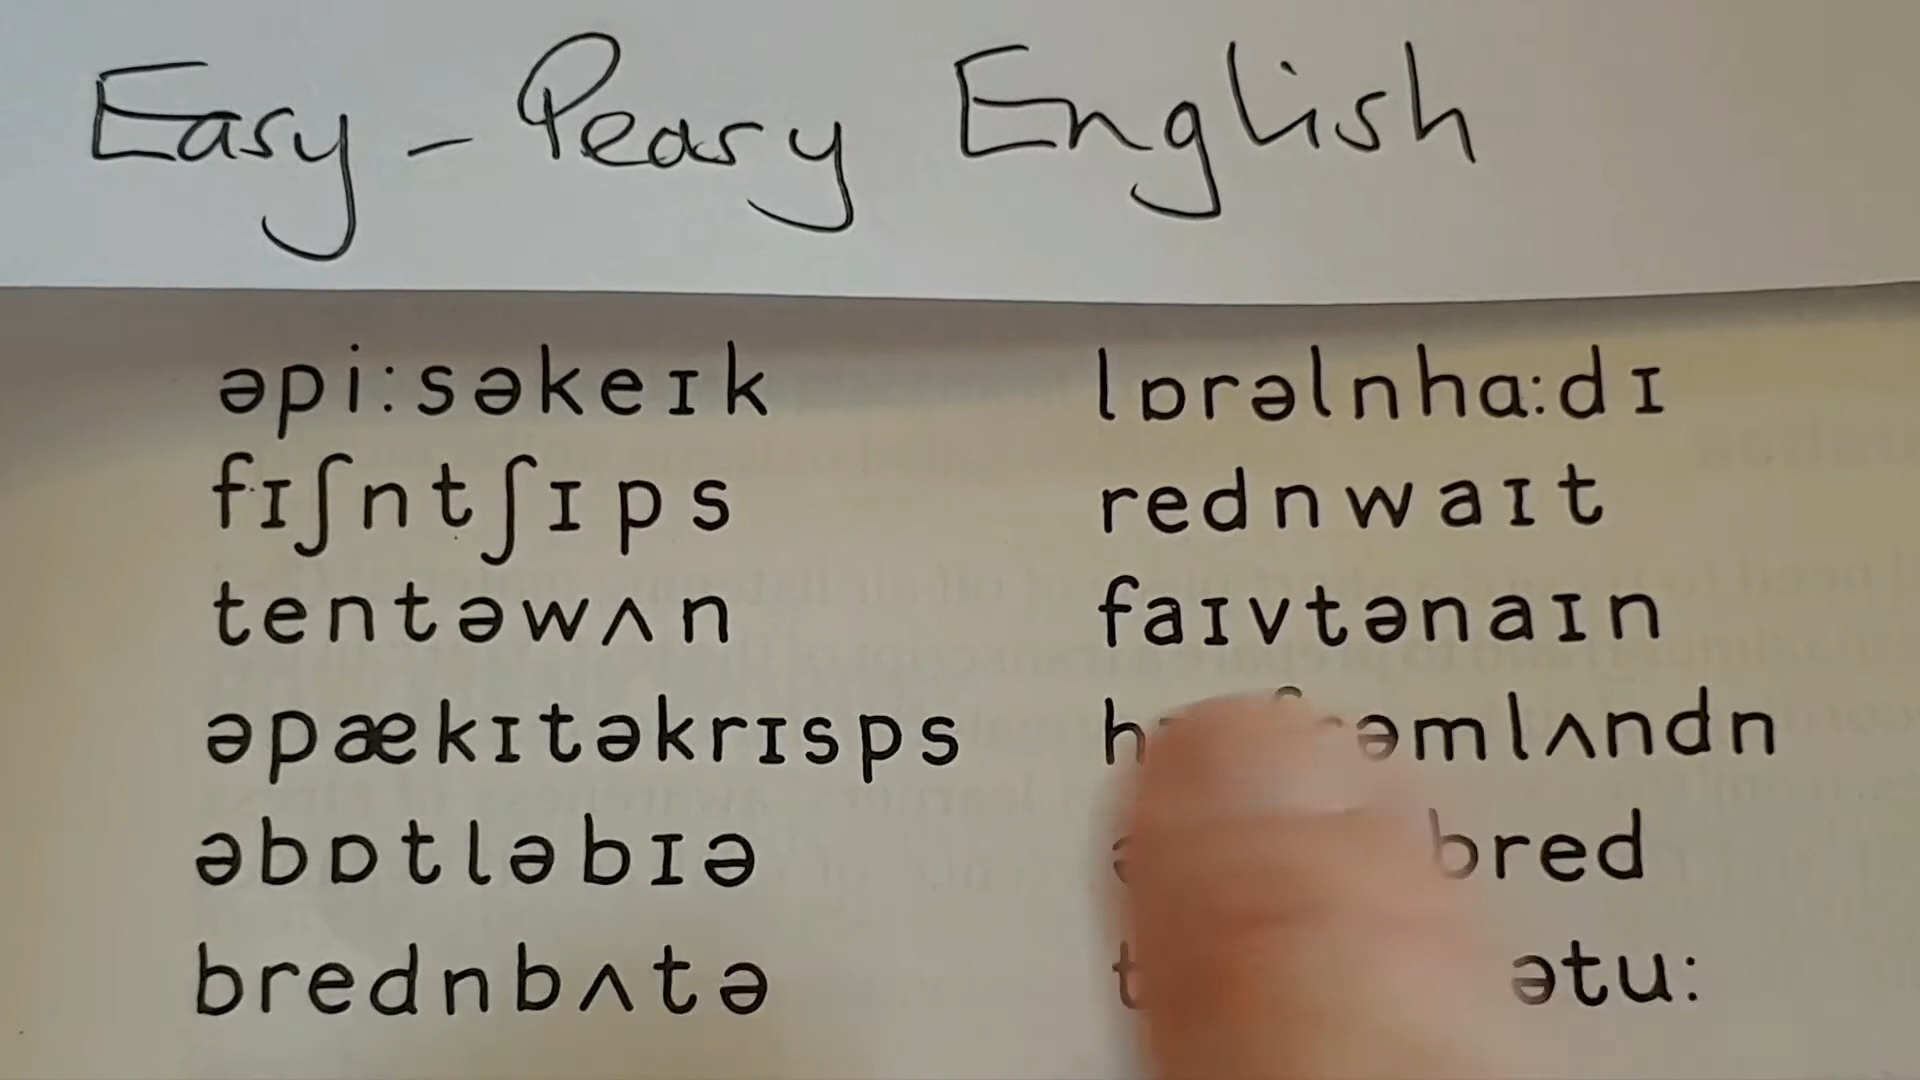 Easy - Peasy English
əpi:səkeɪk
fɪʃntʃɪps
tentəwʌn
əpækɪtəkrɪsps
əbɒtləbɪə
brednbʌtə
lɒrəlnhɑ:dɪ
rednwaɪt
faɪvtənaɪn
əmlʌndn
bred
ətu: